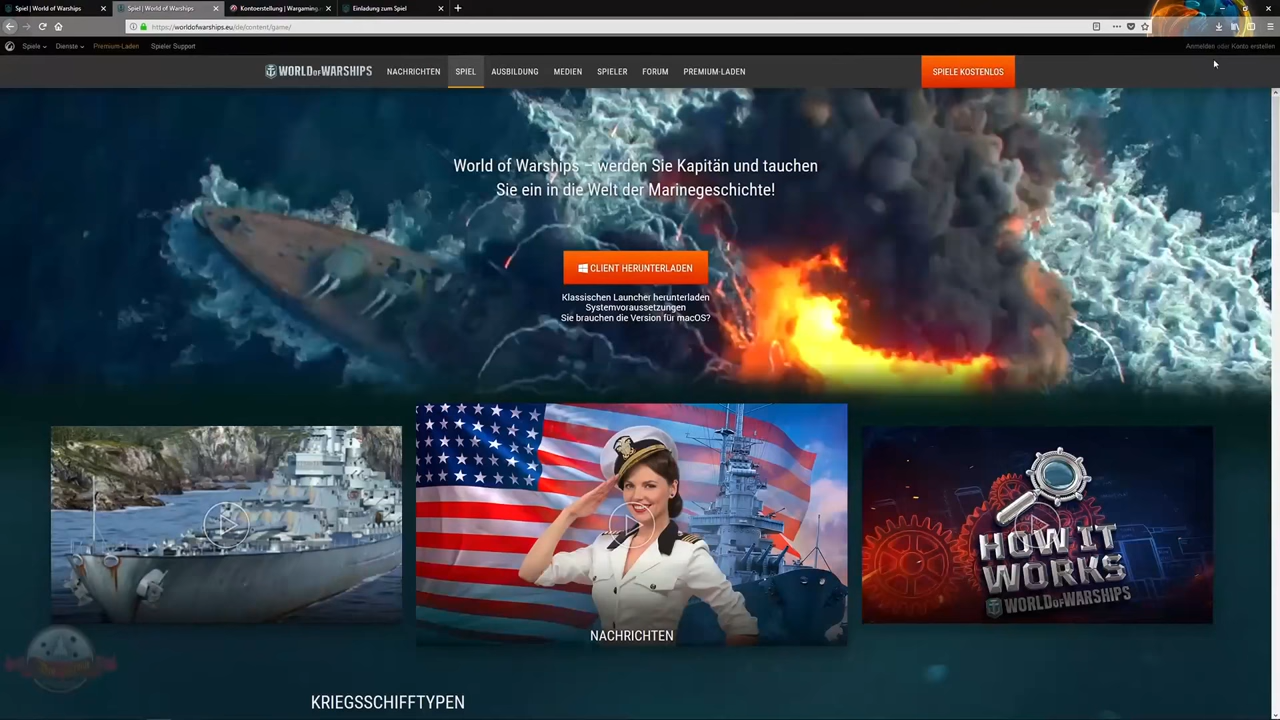 Spiel | World of Warships
Spiel | World of Warships
Kontoerstellung | Wargaming.
Einladung zum Spiel
https://worldofwarships.eu/de/content/game/
Spiele
Dienste
Premium-Laden
Spieler Support
Anmelden oder Konto erstellen
WORLD OF WARSHIPS
NACHRICHTEN
SPIEL
AUSBILDUNG
MEDIEN
SPIELER
FORUM
PREMIUM-LADEN
SPIELE KOSTENLOS
World of Warships – werden Sie Kapitän und tauchen
Sie ein in die Welt der Marinegeschichte!
CLIENT HERUNTERLADEN
Klassischen Launcher herunterladen
Systemvoraussetzungen
Sie brauchen die Version für macOS?
HOW IT
WORKS
WORLD OF WARSHIPS
NACHRICHTEN
KRIEGSSCHIFFTYPEN